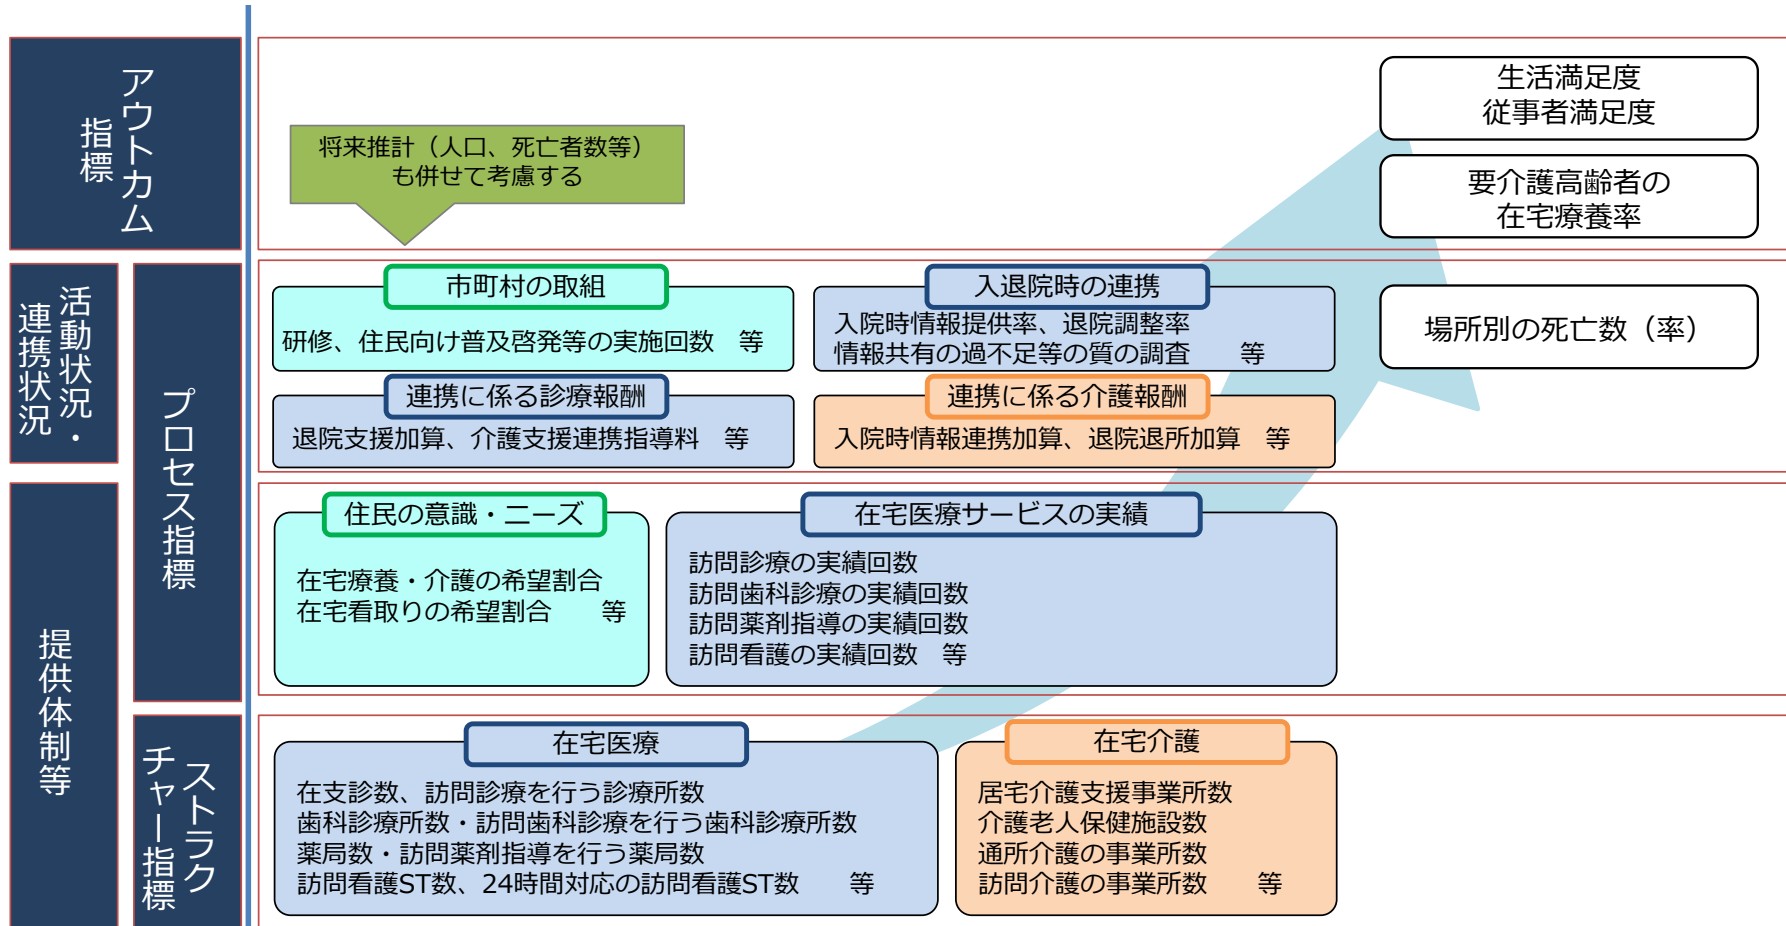 アウトカム
指標
将来推計（人口、死亡者数等）
も併せて考慮する
生活満足度
従事者満足度
要介護高齢者の
在宅療養率
活動状況・
連携状況
プロセス指標
市町村の取組
研修、住民向け普及啓発等の実施回数　等
入退院時の連携
入院時情報提供率、退院調整率
情報共有の過不足等の質の調査　　等
場所別の死亡数（率）
連携に係る診療報酬
退院支援加算、介護支援連携指導料　等
連携に係る介護報酬
入院時情報連携加算、退院退所加算　等
提供体制等
住民の意識・ニーズ
在宅療養・介護の希望割合
在宅看取りの希望割合　　等
在宅医療サービスの実績
訪問診療の実績回数
訪問歯科診療の実績回数
訪問薬剤指導の実績回数
訪問看護の実績回数　等
ストラク
チャー指標
在宅医療
在支診数、訪問診療を行う診療所数
歯科診療所数・訪問歯科診療を行う歯科診療所数
薬局数・訪問薬剤指導を行う薬局数
訪問看護ST数、24時間対応の訪問看護ST数　　等
在宅介護
居宅介護支援事業所数
介護老人保健施設数
通所介護の事業所数
訪問介護の事業所数　　等